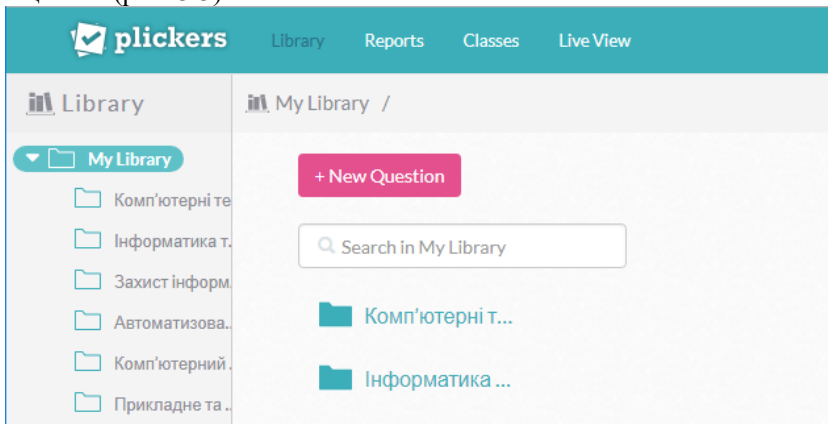 plickers
Library Reports Classes Live View
Library
My Library /
My Library
Комп'ютерні те
Інформатика т.
Захист інформ.
Автоматизова..
Комп'ютерний .
Прикладне та ..
+ New Question
Search in My Library
Комп'ютерні т...
Інформатика ...